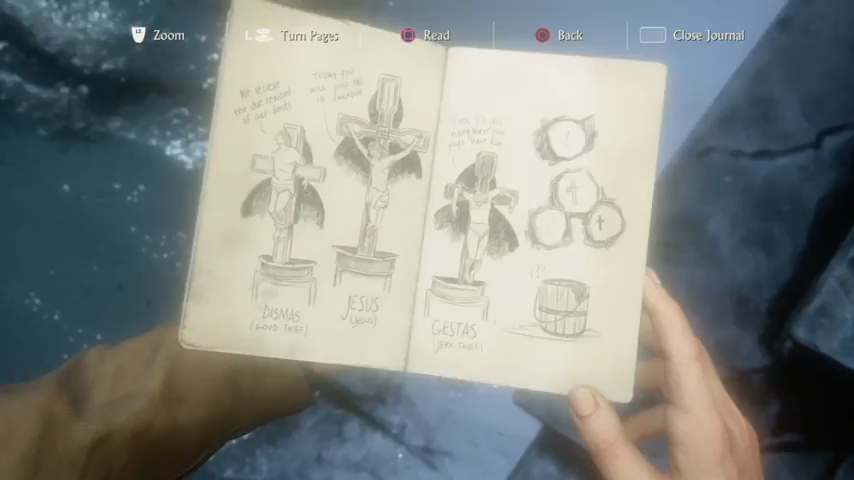 L3 Zoom
L Turn Pages
Read
Back
Close Journal
We receive
the due reward
of our deeds
Today you
will join me
in paradise
DISMAS
(GOOD THIEF)
JESUS
(JESUS)
GESTAS
(JERK THIEF)
!!!